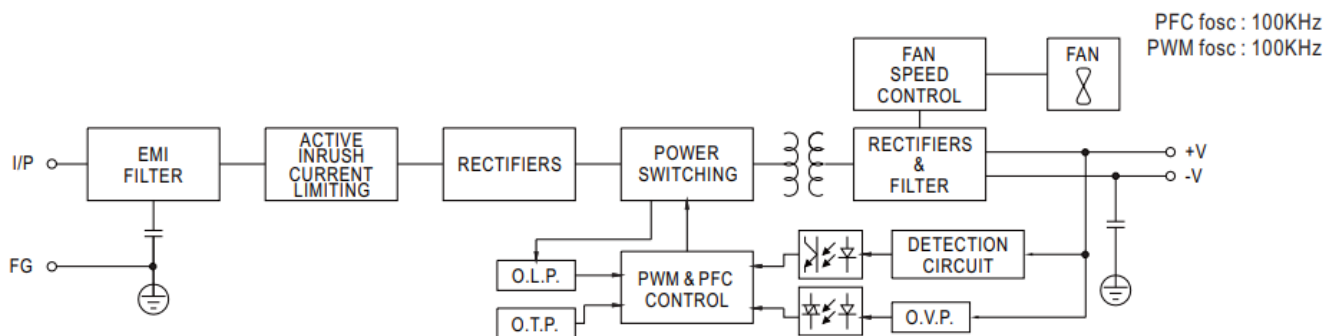 PFC fosc : 100KHz
PWM fosc : 100KHz
FAN
SPEED
CONTROL
FAN
I/P
EMI
FILTER
ACTIVE
INRUSH
CURRENT
LIMITING
RECTIFIERS
POWER
SWITCHING
RECTIFIERS
&
FILTER
+V
-V
FG
O.L.P.
O.T.P.
PWM & PFC
CONTROL
DETECTION
CIRCUIT
O.V.P.